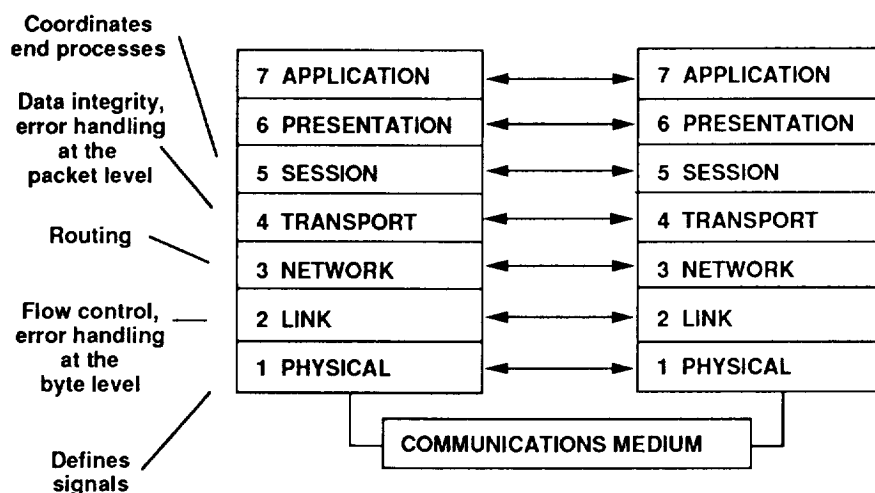 Coordinates
end processes
Data integrity,
error handling
at the
packet level
Routing
Flow control,
error handling
at the
byte level
Defines
signals
7 APPLICATION
6 PRESENTATION
5 SESSION
4 TRANSPORT
3 NETWORK
2 LINK
1 PHYSICAL
7 APPLICATION
6 PRESENTATION
5 SESSION
4 TRANSPORT
3 NETWORK
2 LINK
1 PHYSICAL
COMMUNICATIONS MEDIUM